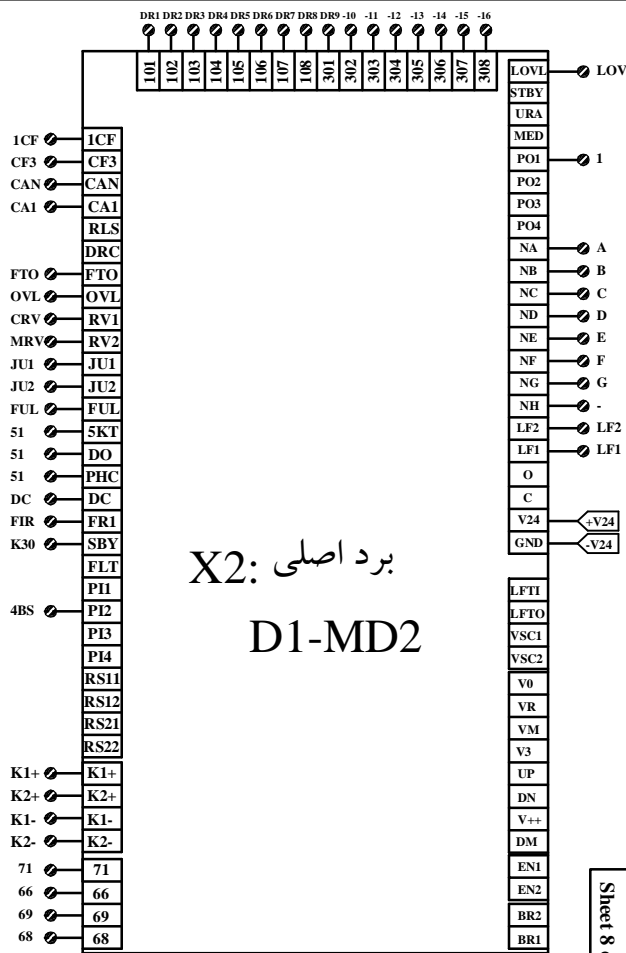 DR1 DR2 DR3 DR4 DR5 DR6 DR7 DR8 DR9 -10 -11 -12 -13 -14 -15 -16
101 102 103 104 105 106 107 108 301 302 303 304 305 306 307 308
1CF 1CF
CF3 CF3
CAN CAN
CA1 CA1
RLS
DRC
FTO FTO
OVL OVL
CRV RV1
MRV RV2
JU1 JU1
JU2 JU2
FUL FUL
51 5KT
51 DO
51 PHC
DC DC
FIR FR1
K30 SBY
FLT
PI1
4BS PI2
PI3
PI4
RS11
RS12
RS21
RS22
K1+ K1+
K2+ K2+
K1- K1-
K2- K2-
71 71
66 66
69 69
68 68
X2: برد اصلی
D1-MD2
LOVL LOV
STBY
URA
MED
PO1 1
PO2
PO3
PO4
NA A
NB B
NC C
ND D
NE E
NF F
NG G
NH -
LF2 LF2
LF1 LF1
O
C
V24 +V24
GND -V24
LFTI
LFTO
VSC1
VSC2
V0
VR
VM
V3
UP
DN
V++
DM
EN1
EN2
BR2
BR1
Sheet 8